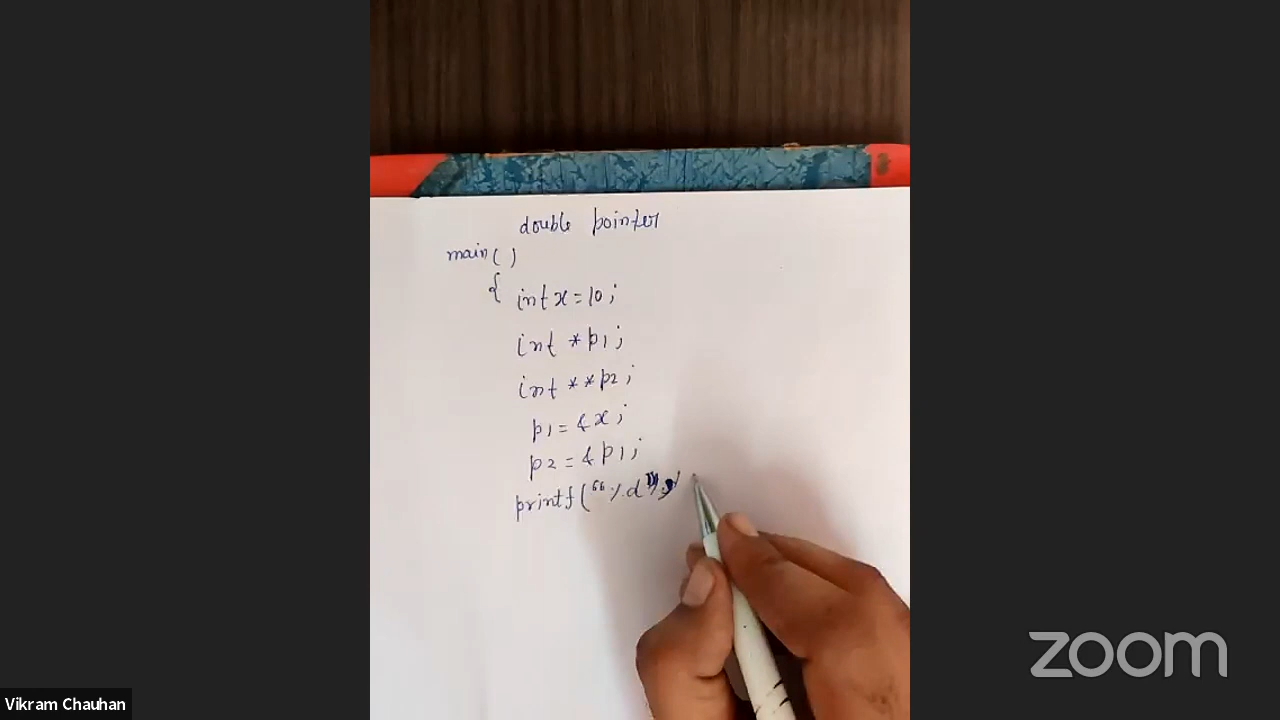 double pointer
main()
{ int x = 10;
int *p1;
int **p2;
p1 = &x;
p2 = &p1;
printf("%d
zoom
Vikram Chauhan